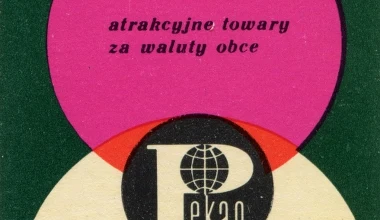 atrakcyjne towary
za waluty obce
Pekao